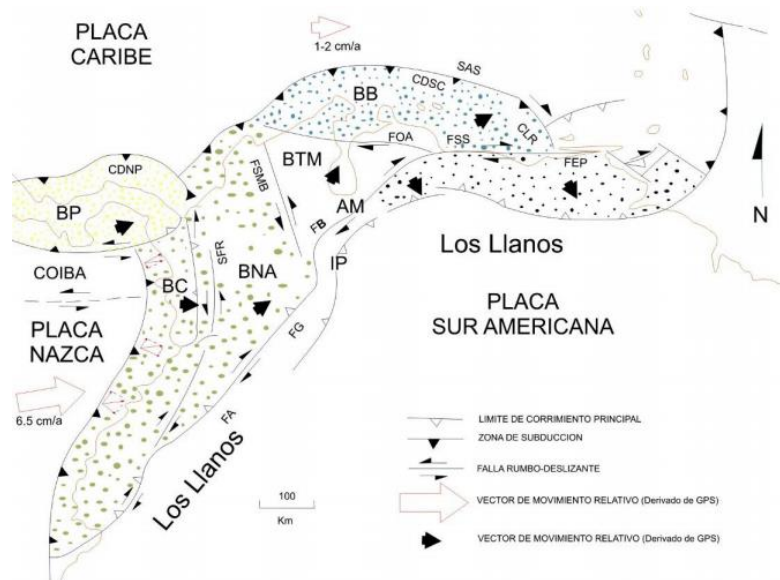 PLACA
CARIBE
1-2 cm/a
SAS
CDSC
BB
CLR
FOA
FSS
BTM
FEP
CDNP
FSMB
BP
AM
FB
N
Los Llanos
SFR
BNA
IP
COIBA
BC
PLACA
SUR AMERICANA
PLACA
NAZCA
FG
6.5 cm/a
FA
Los Llanos
100
Km
LIMITE DE CORRIMIENTO PRINCIPAL
ZONA DE SUBDUCCION
FALLA RUMBO-DESLIZANTE
VECTOR DE MOVIMIENTO RELATIVO (Derivado de GPS)
VECTOR DE MOVIMIENTO RELATIVO (Derivado de GPS)